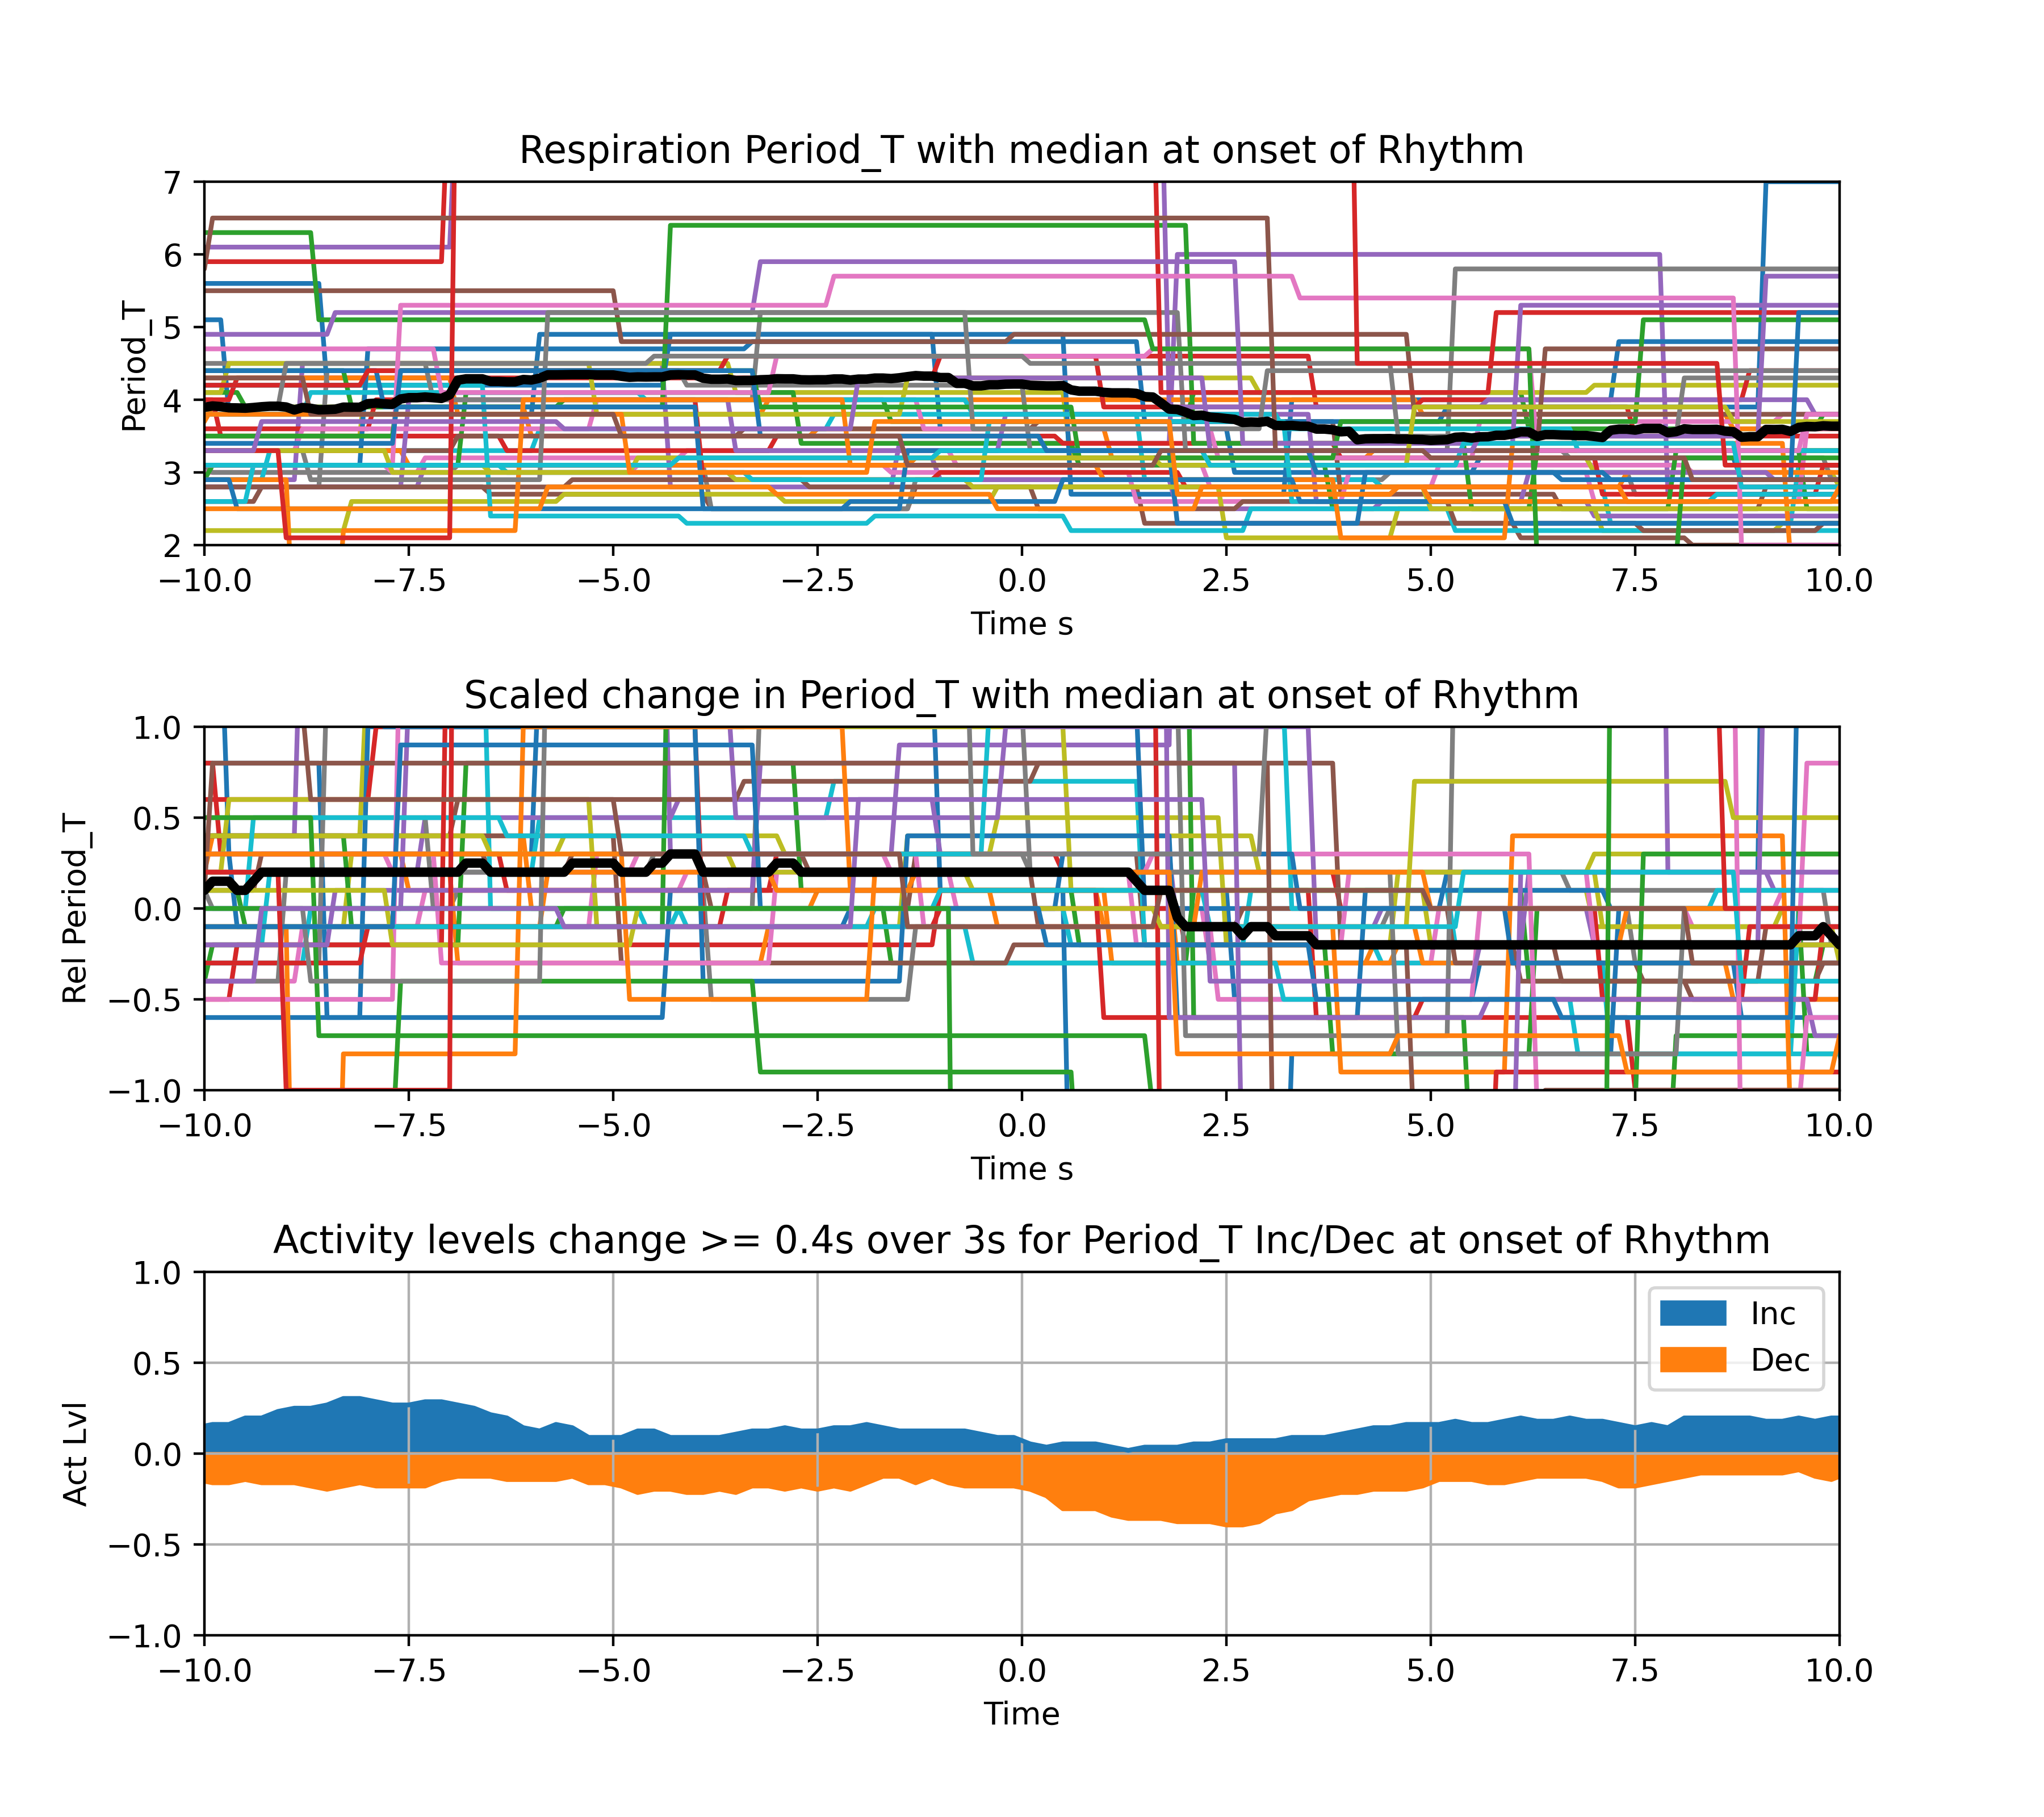 Respiration Period_T with median at onset of Rhythm
7
6
5
4
3
2
Period_T
−10.0 −7.5 −5.0 −2.5 0.0 2.5 5.0 7.5 10.0
Time s
Scaled change in Period_T with median at onset of Rhythm
1.0
0.5
0.0
−0.5
−1.0
Rel Period_T
−10.0 −7.5 −5.0 −2.5 0.0 2.5 5.0 7.5 10.0
Time s
Activity levels change >= 0.4s over 3s for Period_T Inc/Dec at onset of Rhythm
1.0
0.5
0.0
−0.5
−1.0
Act Lvl
Inc
Dec
−10.0 −7.5 −5.0 −2.5 0.0 2.5 5.0 7.5 10.0
Time